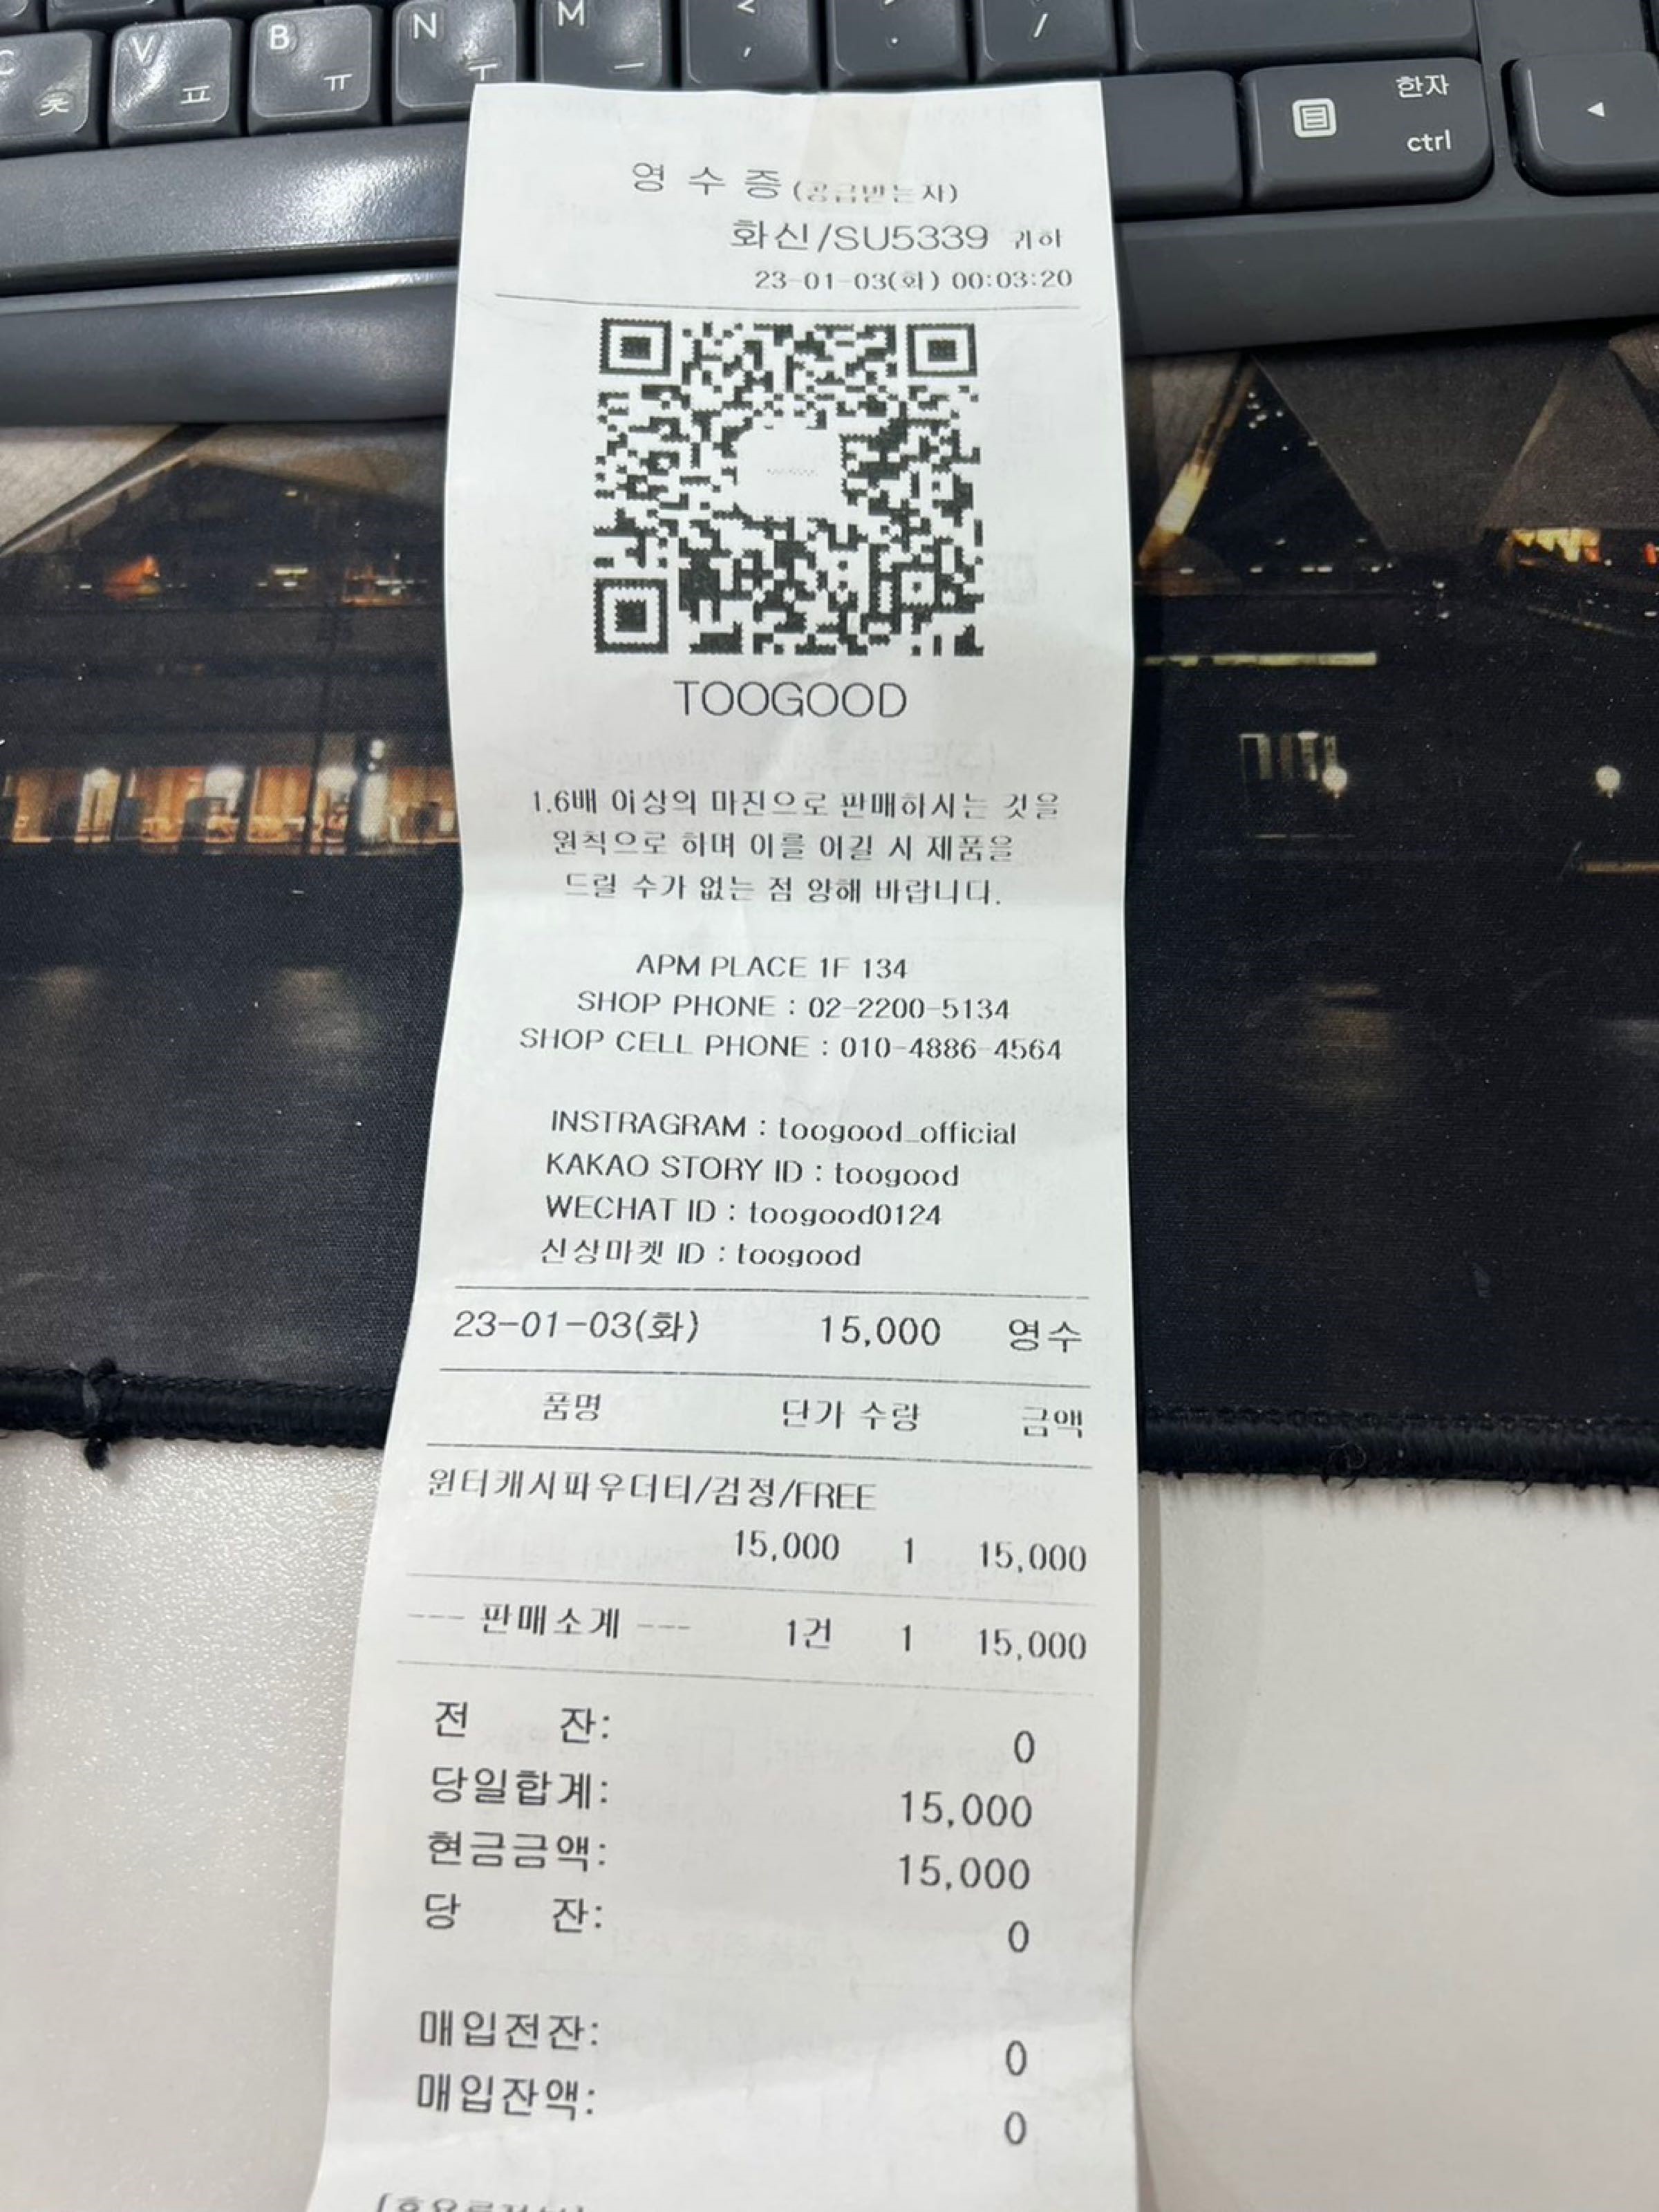 C ㅊ
V ㅍ
B ㅠ
N ㅜ
M ㅡ
< ,
> .
/
한자
ctrl
영 수 증 (공급받는자)
화신/SU5339 귀하
23-01-03(화) 00:03:20
TOOGOOD
1.6배 이상의 마진으로 판매하시는 것을
원칙으로 하며 이를 어길 시 제품을
드릴 수가 없는 점 양해 바랍니다.
APM PLACE 1F 134
SHOP PHONE : 02-2200-5134
SHOP CELL PHONE : 010-4886-4564
INSTRAGRAM : toogood_official
KAKAO STORY ID : toogood
WECHAT ID : toogood0124
신상마켓 ID : toogood
23-01-03(화) 15,000 영수
품명 단가 수량 금액
윈터캐시파우더티/검정/FREE
15,000 1 15,000
--- 판매소계 --- 1건 1 15,000
전 잔: 0
당일합계: 15,000
현금금액: 15,000
당 잔: 0
매입전잔: 0
매입잔액: 0